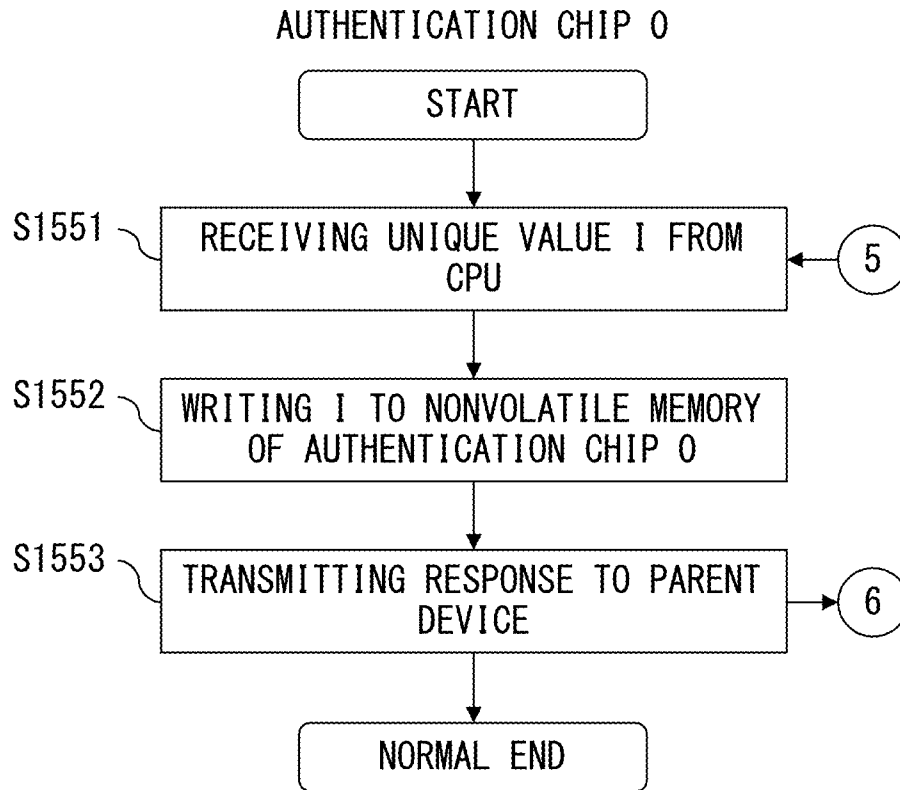 AUTHENTICATION CHIP 0
START
S1551
RECEIVING UNIQUE VALUE I FROM
CPU
5
S1552
WRITING I TO NONVOLATILE MEMORY
OF AUTHENTICATION CHIP 0
S1553
TRANSMITTING RESPONSE TO PARENT
DEVICE
6
NORMAL END